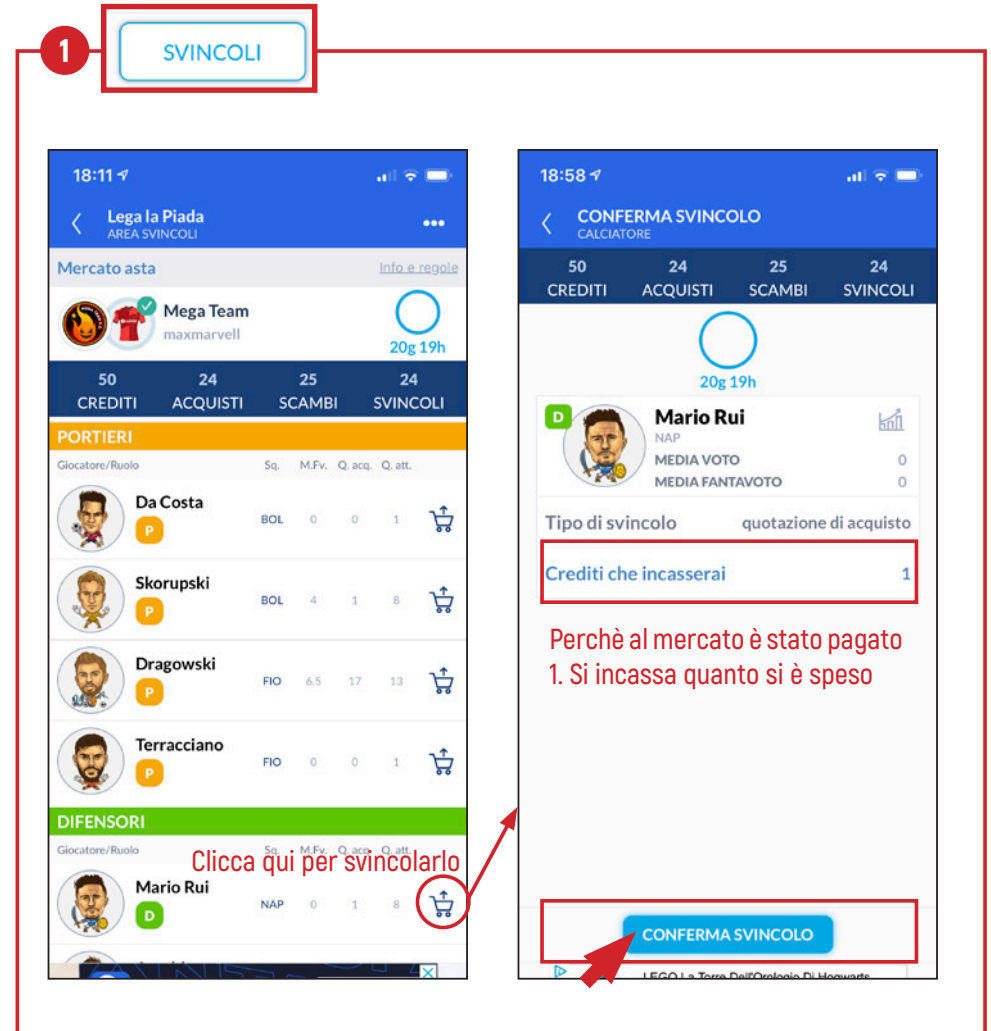 1
SVINCOLI
18:11
Lega la Piada
AREA SVINCOLI
Mercato asta Info e regole
Mega Team
maxmarvell
20g 19h
50 24 25 24
CREDITI ACQUISTI SCAMBI SVINCOLI
PORTIERI
Giocatore/Ruolo Sq. M.Fv. Q. acq. Q. att.
Da Costa
P
BOL 0 0 1
Skorupski
P
BOL 4 1 8
Dragowski
P
FIO 6.5 17 13
Terracciano
P
FIO 0 0 1
DIFENSORI
Giocatore/Ruolo Sq. M.Fv. Q. acq. Q. att.
Clicca qui per svincolarlo
Mario Rui
D
NAP 0 1 8
18:58
CONFERMA SVINCOLO
CALCIATORE
50 24 25 24
CREDITI ACQUISTI SCAMBI SVINCOLI
20g 19h
D
Mario Rui
NAP
MEDIA VOTO 0
MEDIA FANTAVOTO 0
Tipo di svincolo quotazione di acquisto
Crediti che incasserai 1
Perchè al mercato è stato pagato
1. Si incassa quanto si è speso
CONFERMA SVINCOLO
LEGO La Torre Dell'Orologio Di Hogwarts